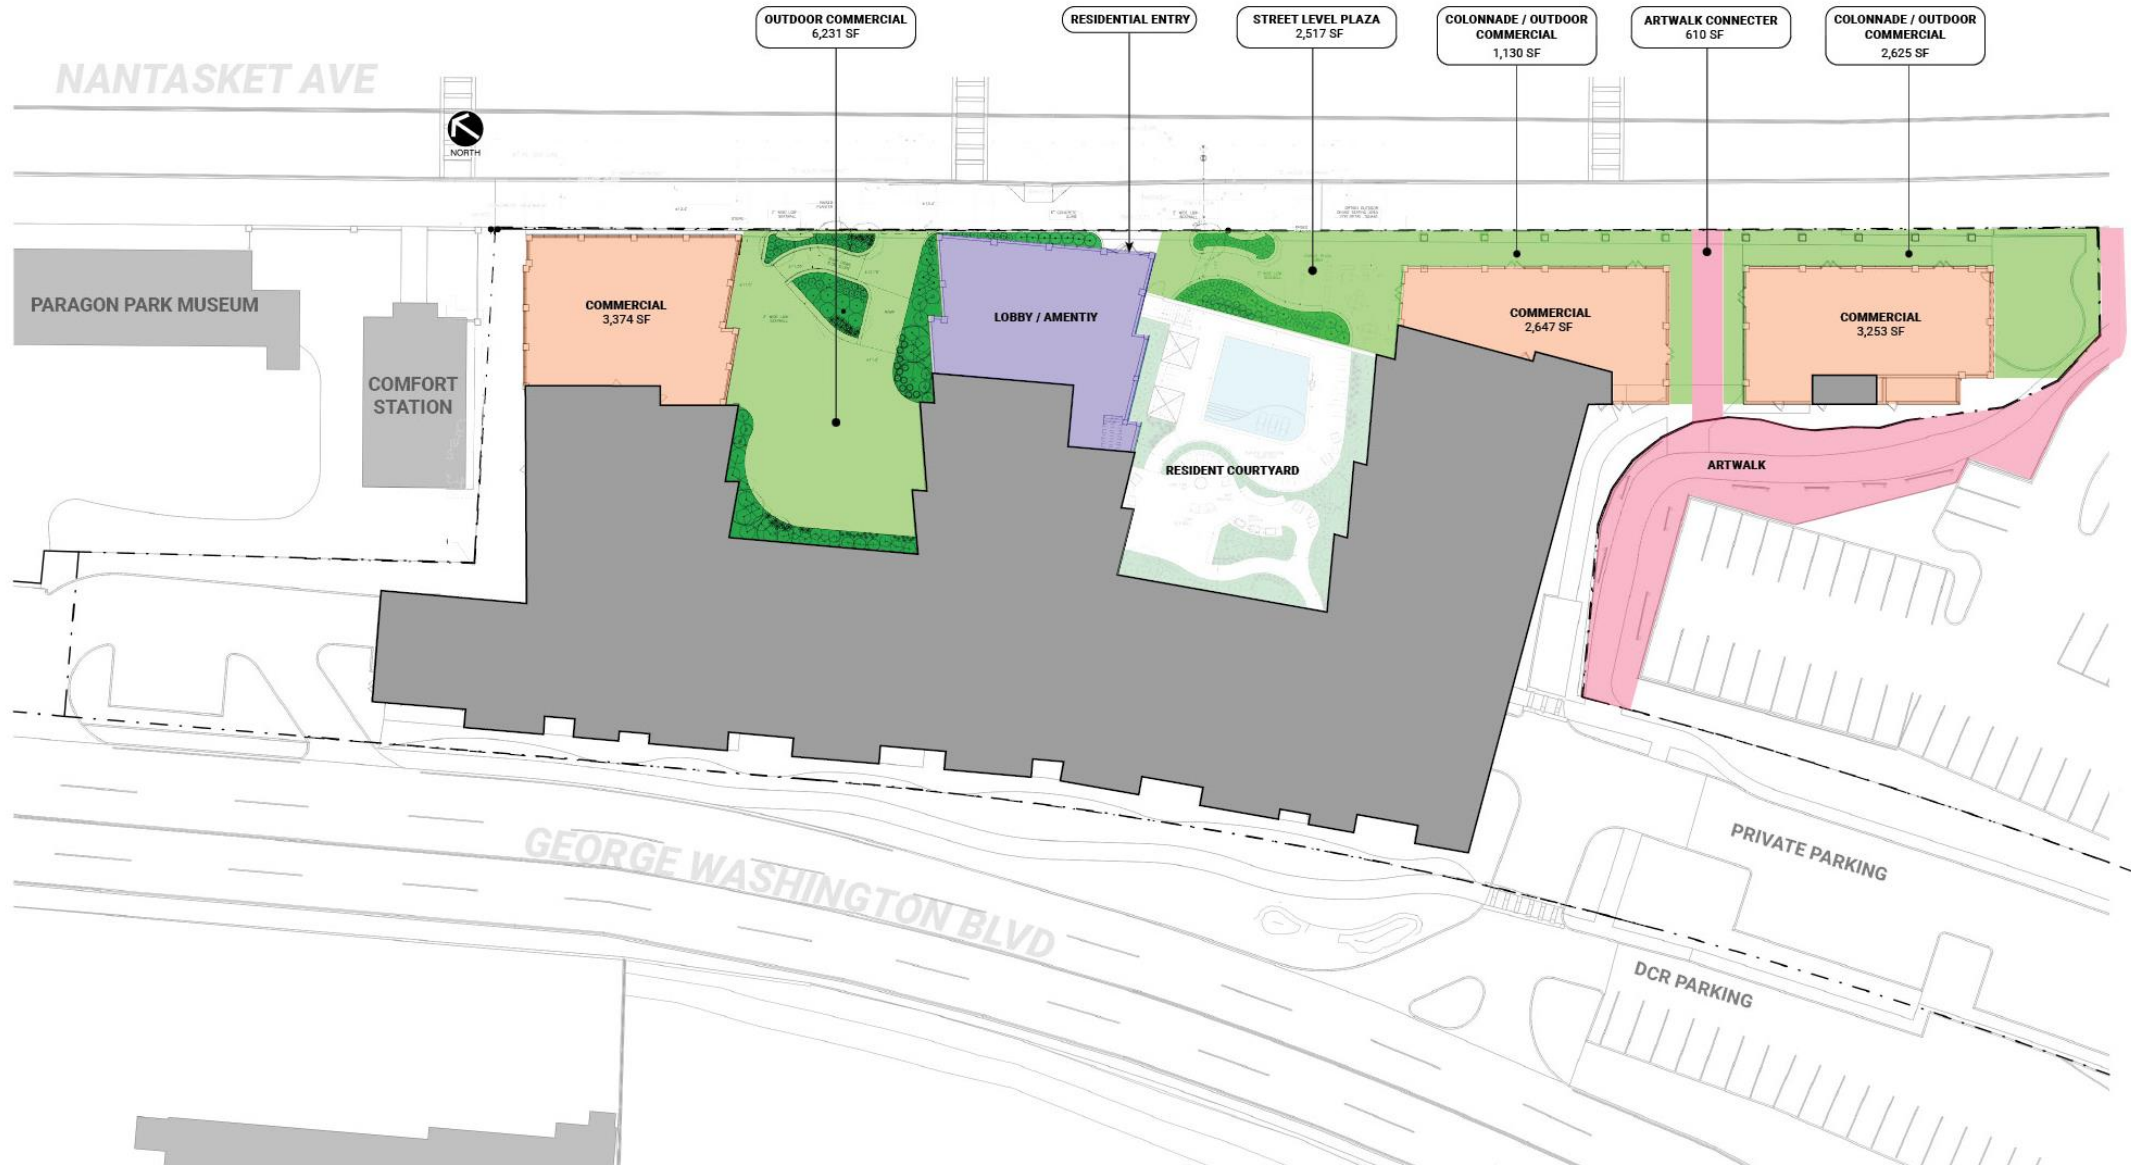 OUTDOOR COMMERCIAL
6,231 SF
RESIDENTIAL ENTRY
STREET LEVEL PLAZA
2,517 SF
COLONNADE / OUTDOOR
COMMERCIAL
1,130 SF
ARTWALK CONNECTER
610 SF
COLONNADE / OUTDOOR
COMMERCIAL
2,625 SF
NANTASKET AVE
NORTH
PARAGON PARK MUSEUM
COMFORT
STATION
COMMERCIAL
3,374 SF
LOBBY / AMENTIY
COMMERCIAL
2,647 SF
COMMERCIAL
3,253 SF
RESIDENT COURTYARD
ARTWALK
GEORGE WASHINGTON BLVD
PRIVATE PARKING
DCR PARKING